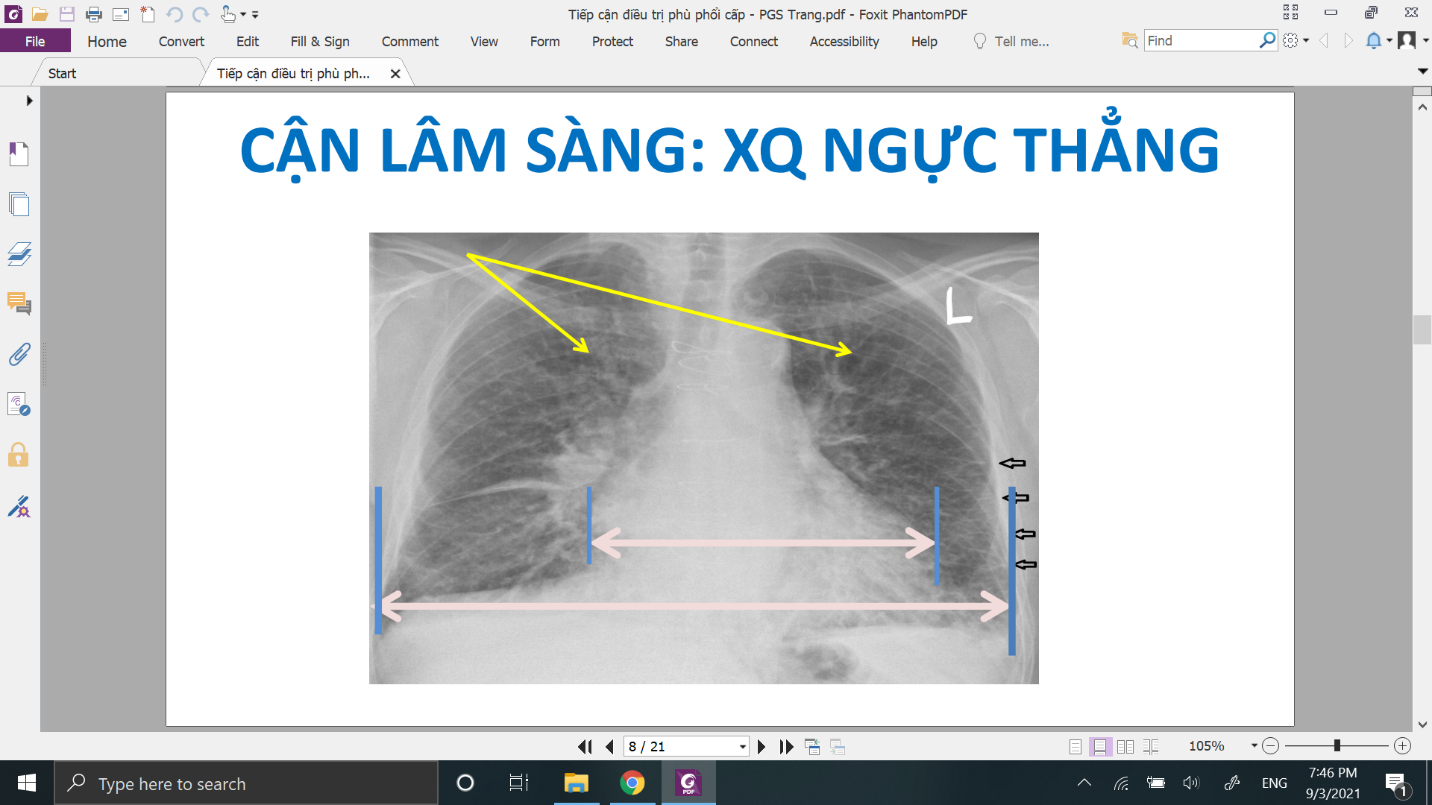 Tiếp cận điều trị phù phổi cấp - PGS Trang.pdf - Foxit PhantomPDF
File Home Convert Edit Fill & Sign Comment View Form Protect Share Connect Accessibility Help Tell me... Find
Start Tiếp cận điều trị phù ph...
CẬN LÂM SÀNG: XQ NGỰC THẲNG
L
8 / 21 105%
Type here to search ENG 7:46 PM
9/3/2021 1